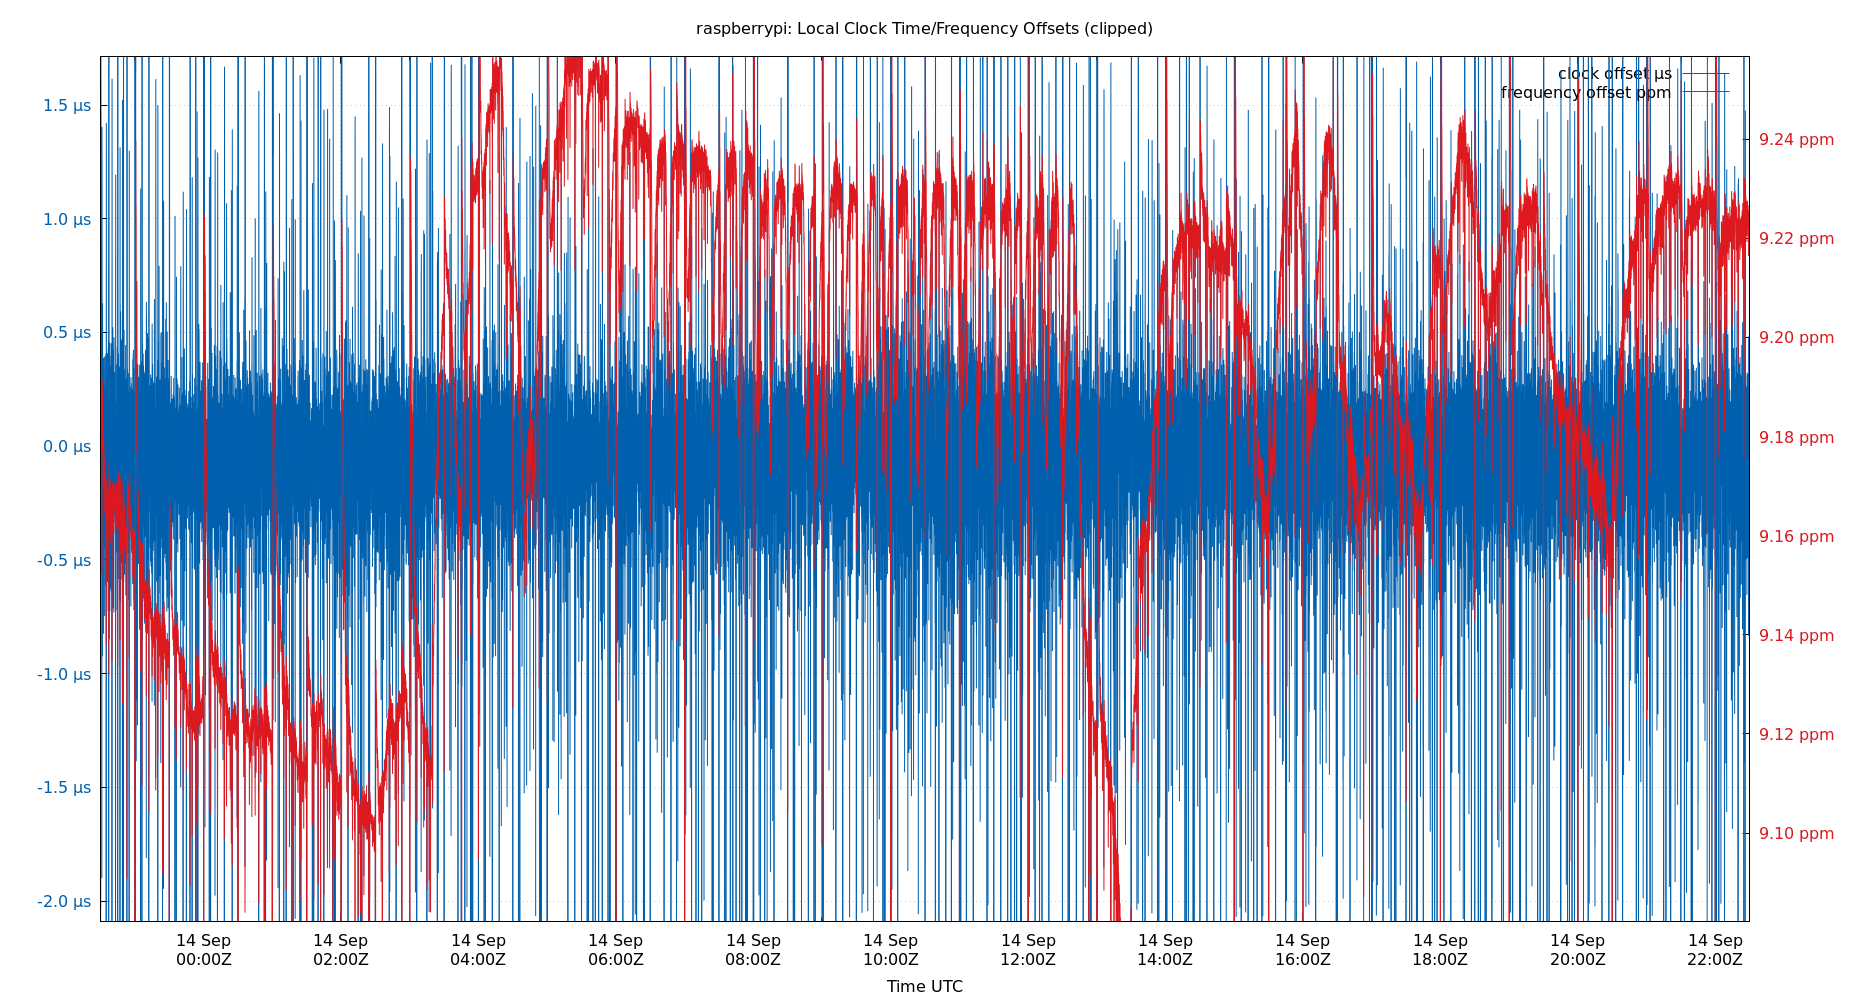 raspberrypi: Local Clock Time/Frequency Offsets (clipped)
clock offset µs
frequency offset ppm
1.5 µs
1.0 µs
0.5 µs
0.0 µs
-0.5 µs
-1.0 µs
-1.5 µs
-2.0 µs
9.24 ppm
9.22 ppm
9.20 ppm
9.18 ppm
9.16 ppm
9.14 ppm
9.12 ppm
9.10 ppm
14 Sep 14 Sep 14 Sep 14 Sep 14 Sep 14 Sep 14 Sep 14 Sep 14 Sep 14 Sep 14 Sep 14 Sep
00:00Z 02:00Z 04:00Z 06:00Z 08:00Z 10:00Z 12:00Z 14:00Z 16:00Z 18:00Z 20:00Z 22:00Z
Time UTC